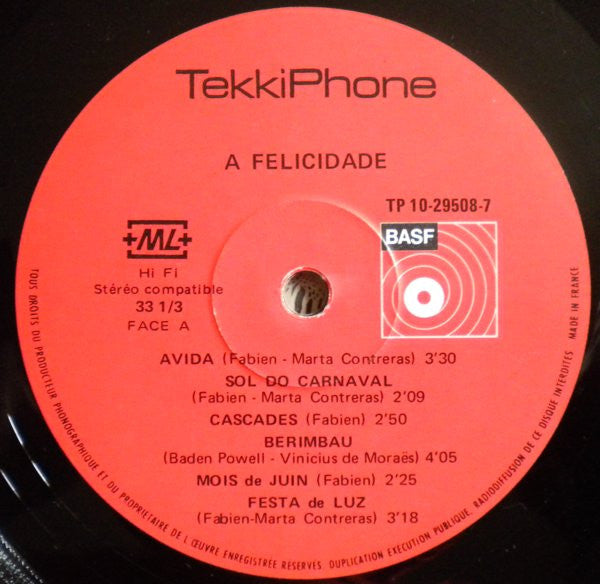 TekkiPhone
A FELICIDADE
TP 10-29508-7
BASF
+ML+
Hi Fi
Stéréo compatible
33 1/3
FACE A
AVIDA (Fabien - Marta Contreras) 3'30
SOL DO CARNAVAL
(Fabien - Marta Contreras) 2'09
CASCADES (Fabien) 2'50
BERIMBAU
(Baden Powell - Vinicius de Moraës) 4'05
MOIS de JUIN (Fabien) 2'25
FESTA de LUZ
(Fabien-Marta Contreras) 3'18
TOUS DROITS DU PRODUCTEUR PHONOGRAPHIQUE ET DU PROPRIETAIRE DE L'ŒUVRE ENREGISTRÉE RÉSERVÉS. DUPLICATION EXECUTION PUBLIQUE, RADIODIFFUSION DE CE DISQUE INTERDITES MADE IN FRANCE